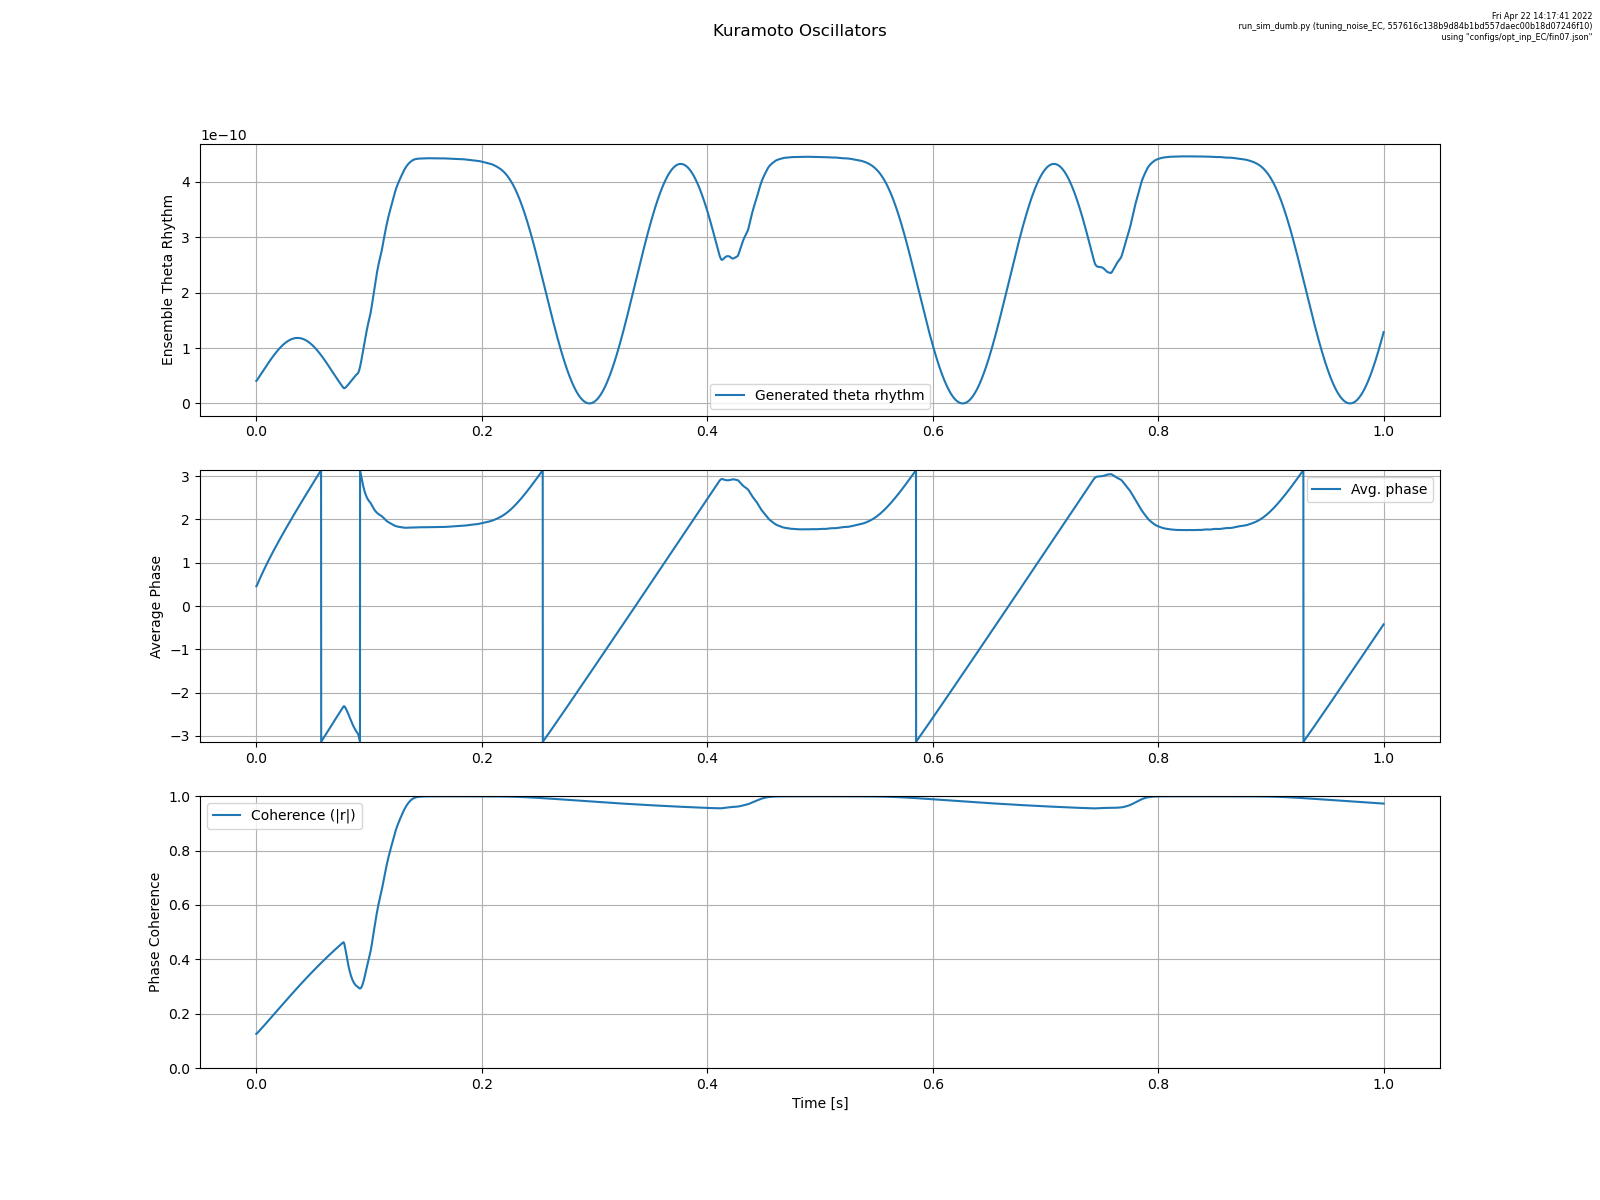 Fri Apr 22 14:17:41 2022
run_sim_dumb.py (tuning_noise_EC, 557616c138b9d84b1bd557daec00b18d07246f10)
using "configs/opt_inp_EC/fin07.json"
Kuramoto Oscillators
1e−10
Ensemble Theta Rhythm
4
3
2
1
0
Generated theta rhythm
0.0 0.2 0.4 0.6 0.8 1.0
Average Phase
3
2
1
0
−1
−2
−3
Avg. phase
0.0 0.2 0.4 0.6 0.8 1.0
Phase Coherence
1.0
0.8
0.6
0.4
0.2
0.0
Coherence (|r|)
0.0 0.2 0.4 0.6 0.8 1.0
Time [s]